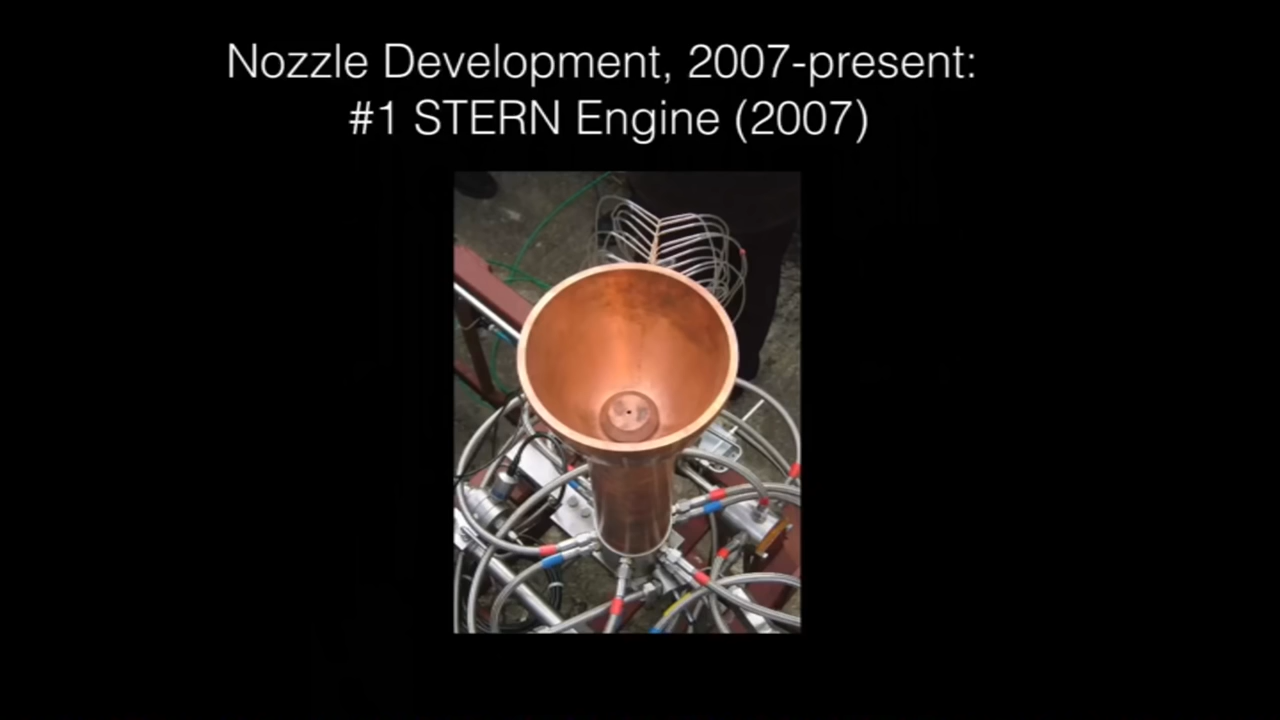 Nozzle Development, 2007-present:
#1 STERN Engine (2007)